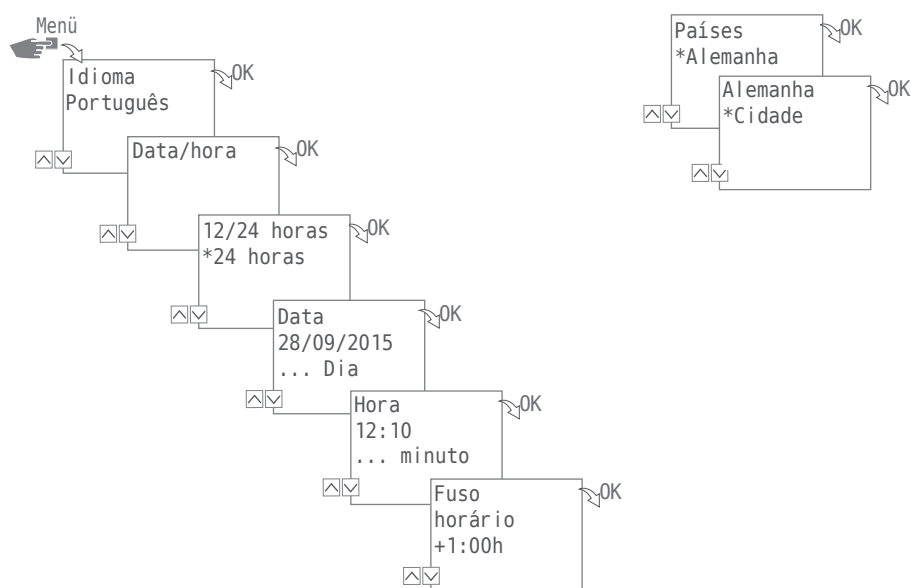 Menü
Idioma
Português
OK
Data/hora
OK
12/24 horas
*24 horas
OK
Data
28/09/2015
... Dia
OK
Hora
12:10
... minuto
OK
Fuso
horário
+1:00h
OK
Países
*Alemanha
OK
Alemanha
*Cidade
OK